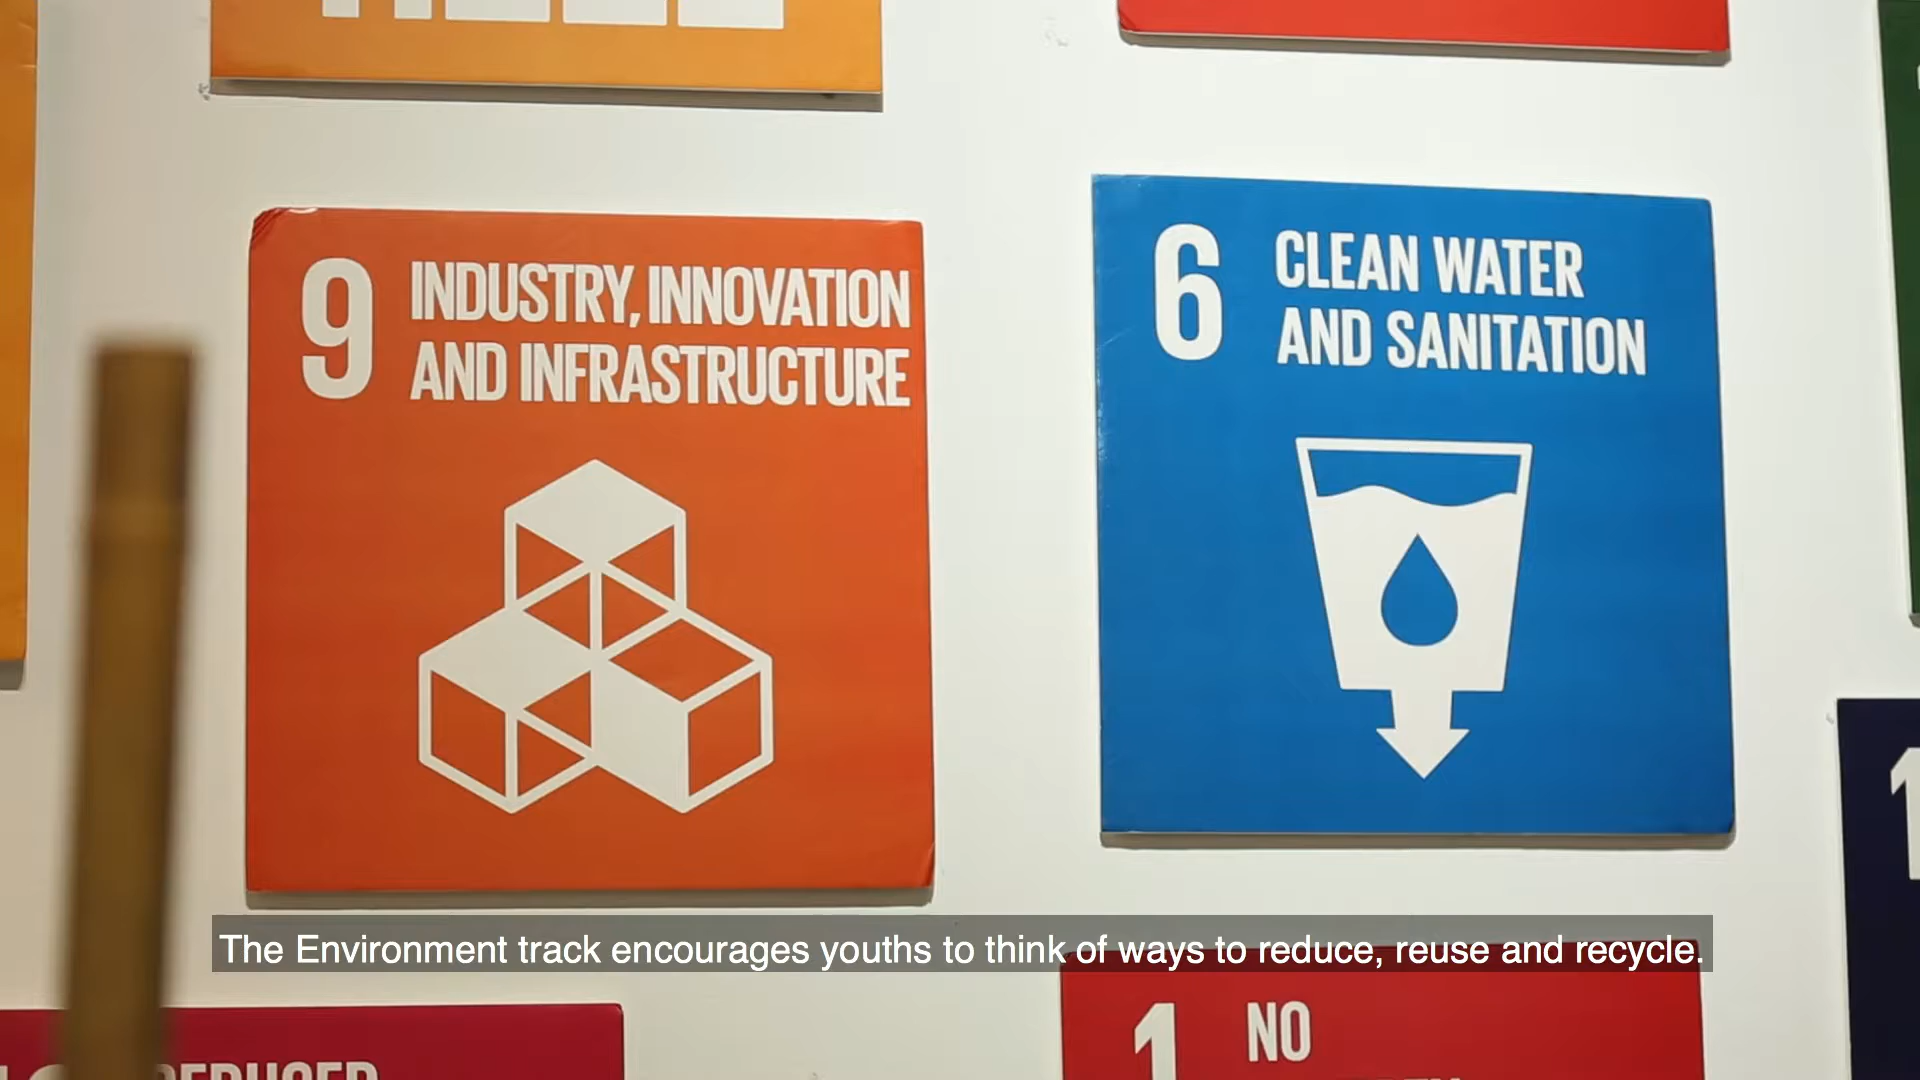 9 INDUSTRY, INNOVATION
AND INFRASTRUCTURE
6 CLEAN WATER
AND SANITATION
The Environment track encourages youths to think of ways to reduce, reuse and recycle.
1 NO
REDUCED